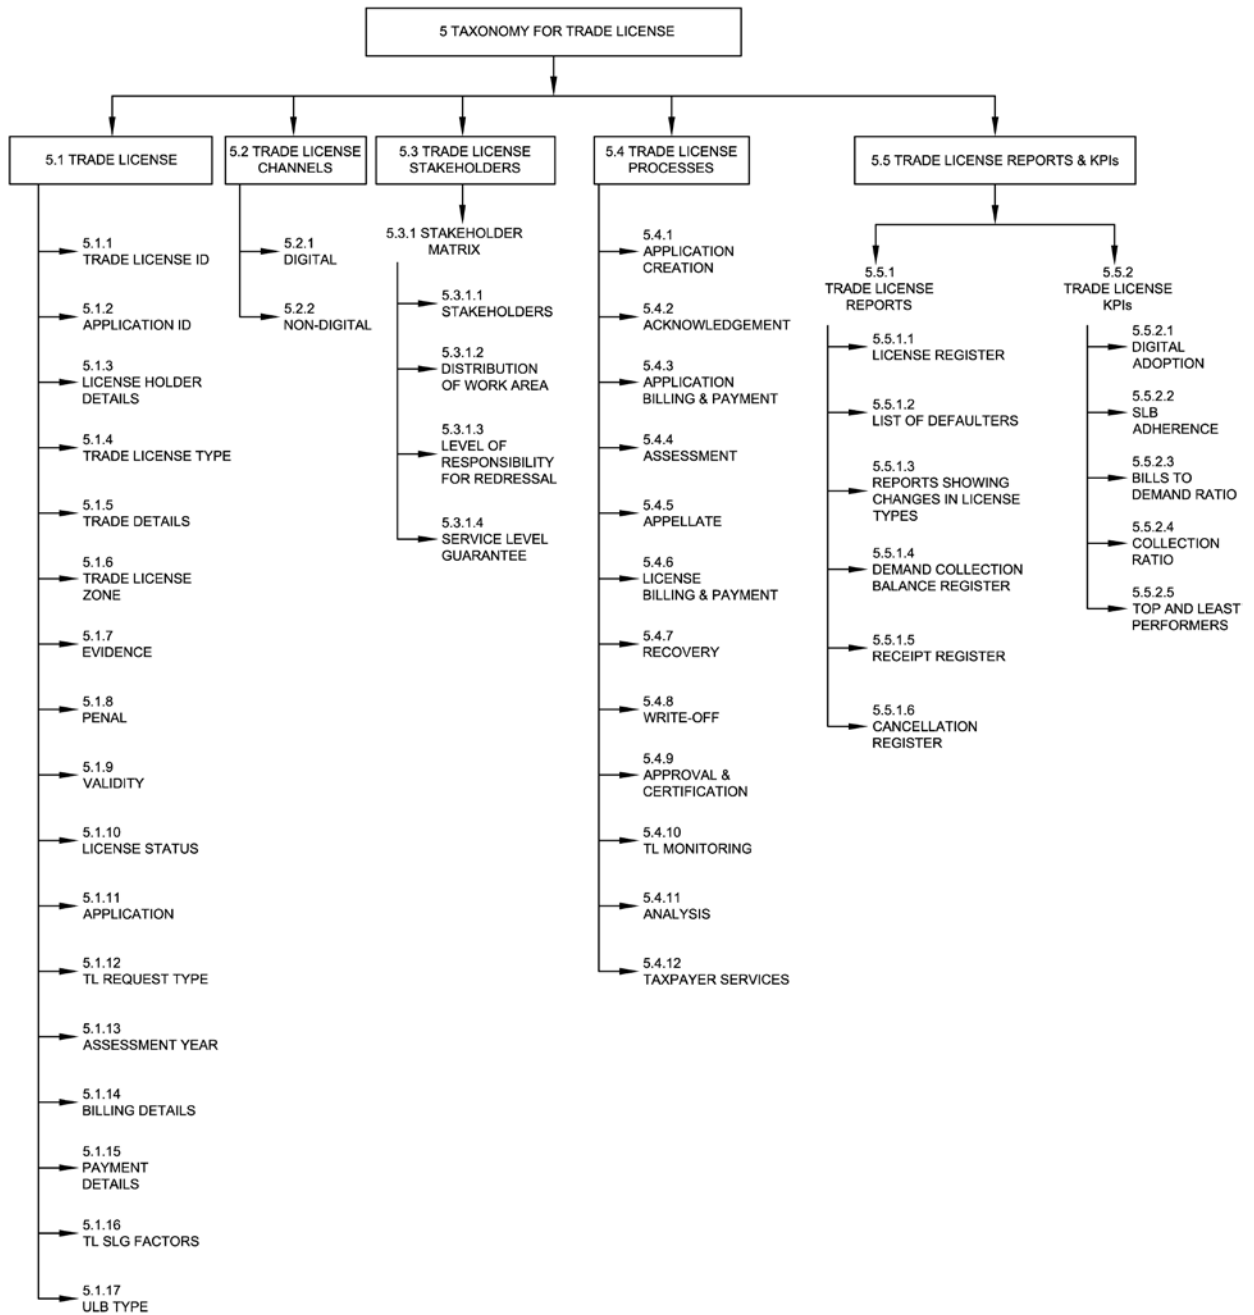 5 TAXONOMY FOR TRADE LICENSE
5.1 TRADE LICENSE
5.1.1
TRADE LICENSE ID
5.1.2
APPLICATION ID
5.1.3
LICENSE HOLDER
DETAILS
5.1.4
TRADE LICENSE TYPE
5.1.5
TRADE DETAILS
5.1.6
TRADE LICENSE
ZONE
5.1.7
EVIDENCE
5.1.8
PENAL
5.1.9
VALIDITY
5.1.10
LICENSE STATUS
5.1.11
APPLICATION
5.1.12
TL REQUEST TYPE
5.1.13
ASSESSMENT YEAR
5.1.14
BILLING DETAILS
5.1.15
PAYMENT
DETAILS
5.1.16
TL SLG FACTORS
5.1.17
ULB TYPE
5.2 TRADE LICENSE
CHANNELS
5.2.1
DIGITAL
5.2.2
NON-DIGITAL
5.3 TRADE LICENSE
STAKEHOLDERS
5.3.1 STAKEHOLDER
MATRIX
5.3.1.1
STAKEHOLDERS
5.3.1.2
DISTRIBUTION
OF WORK AREA
5.3.1.3
LEVEL OF
RESPONSIBILITY
FOR REDRESSAL
5.3.1.4
SERVICE LEVEL
GUARANTEE
5.4 TRADE LICENSE
PROCESSES
5.4.1
APPLICATION
CREATION
5.4.2
ACKNOWLEDGEMENT
5.4.3
APPLICATION
BILLING & PAYMENT
5.4.4
ASSESSMENT
5.4.5
APPELLATE
5.4.6
LICENSE
BILLING & PAYMENT
5.4.7
RECOVERY
5.4.8
WRITE-OFF
5.4.9
APPROVAL &
CERTIFICATION
5.4.10
TL MONITORING
5.4.11
ANALYSIS
5.4.12
TAXPAYER SERVICES
5.5 TRADE LICENSE REPORTS & KPIs
5.5.1
TRADE LICENSE
REPORTS
5.5.1.1
LICENSE REGISTER
5.5.1.2
LIST OF DEFAULTERS
5.5.1.3
REPORTS SHOWING
CHANGES IN LICENSE
TYPES
5.5.1.4
DEMAND COLLECTION
BALANCE REGISTER
5.5.1.5
RECEIPT REGISTER
5.5.1.6
CANCELLATION
REGISTER
5.5.2
TRADE LICENSE
KPIs
5.5.2.1
DIGITAL
ADOPTION
5.5.2.2
SLB
ADHERENCE
5.5.2.3
BILLS TO
DEMAND RATIO
5.5.2.4
COLLECTION
RATIO
5.5.2.5
TOP AND LEAST
PERFORMERS